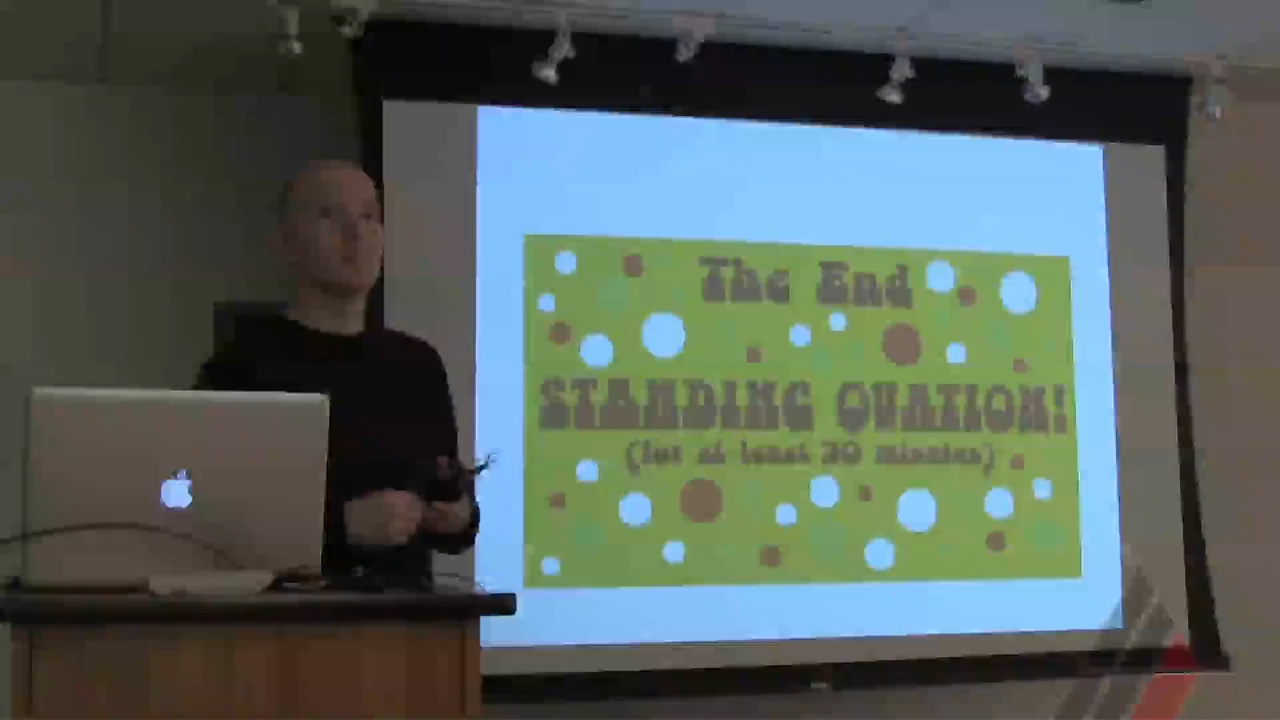 The End
STANDING OVATION!
(for at least 30 minutes)